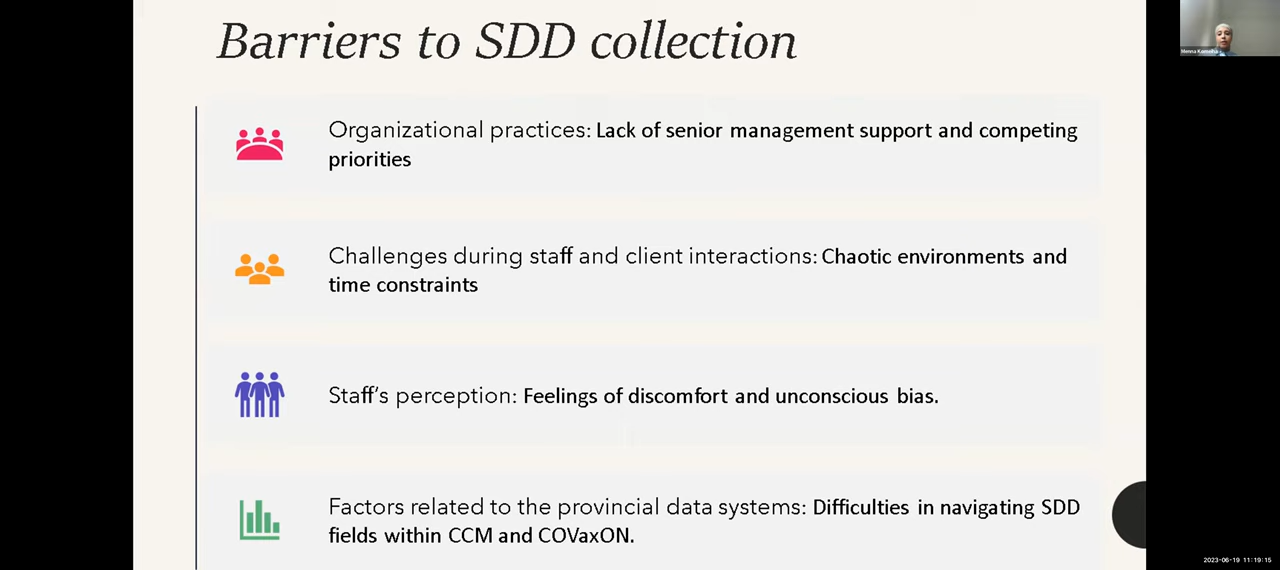 Barriers to SDD collection
Organizational practices: Lack of senior management support and competing
priorities
Challenges during staff and client interactions: Chaotic environments and
time constraints
Staff's perception: Feelings of discomfort and unconscious bias.
Factors related to the provincial data systems: Difficulties in navigating SDD
fields within CCM and COVaxON.
2023-06-19 11:19:15